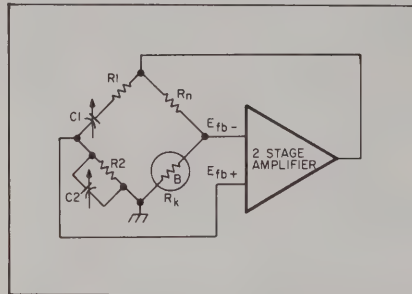 R1
Rn
C1
Efb-
R2
B
Rk
C2
Efb+
2 STAGE
AMPLIFIER